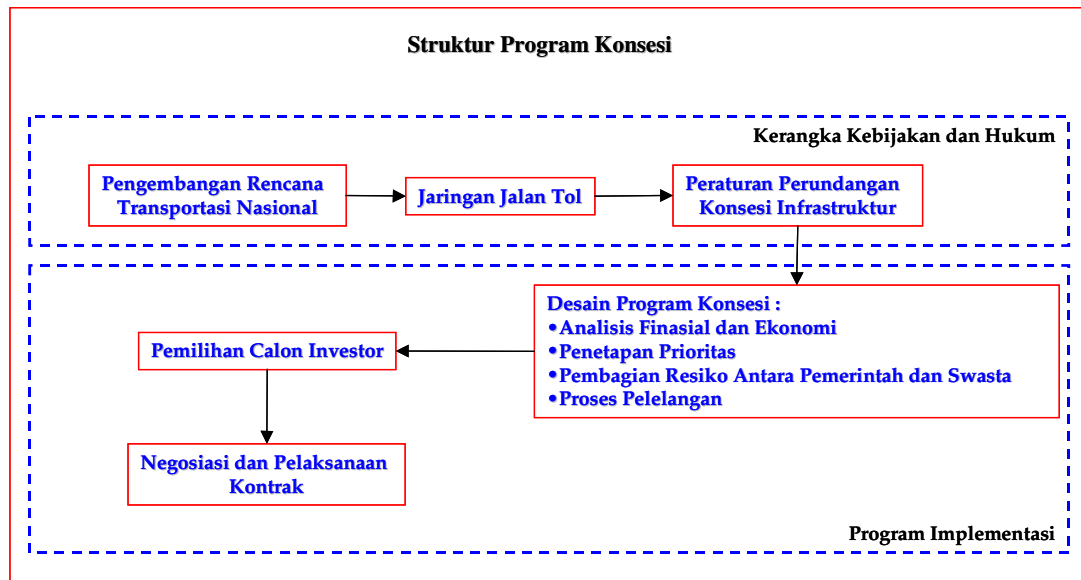 Struktur Program Konsesi
Kerangka Kebijakan dan Hukum
Pengembangan Rencana
Transportasi Nasional
Jaringan Jalan Tol
Peraturan Perundangan
Konsesi Infrastruktur
Desain Program Konsesi :
•Analisis Finasial dan Ekonomi
•Penetapan Prioritas
•Pembagian Resiko Antara Pemerintah dan Swasta
•Proses Pelelangan
Pemilihan Calon Investor
Negosiasi dan Pelaksanaan
Kontrak
Program Implementasi